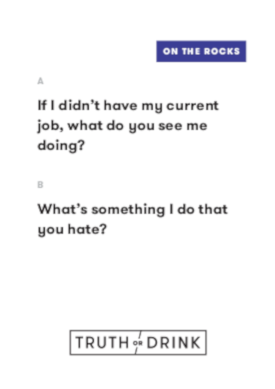 ON THE ROCKS
A
If I didn't have my current
job, what do you see me
doing?
B
What's something I do that
you hate?
TRUTH OR DRINK